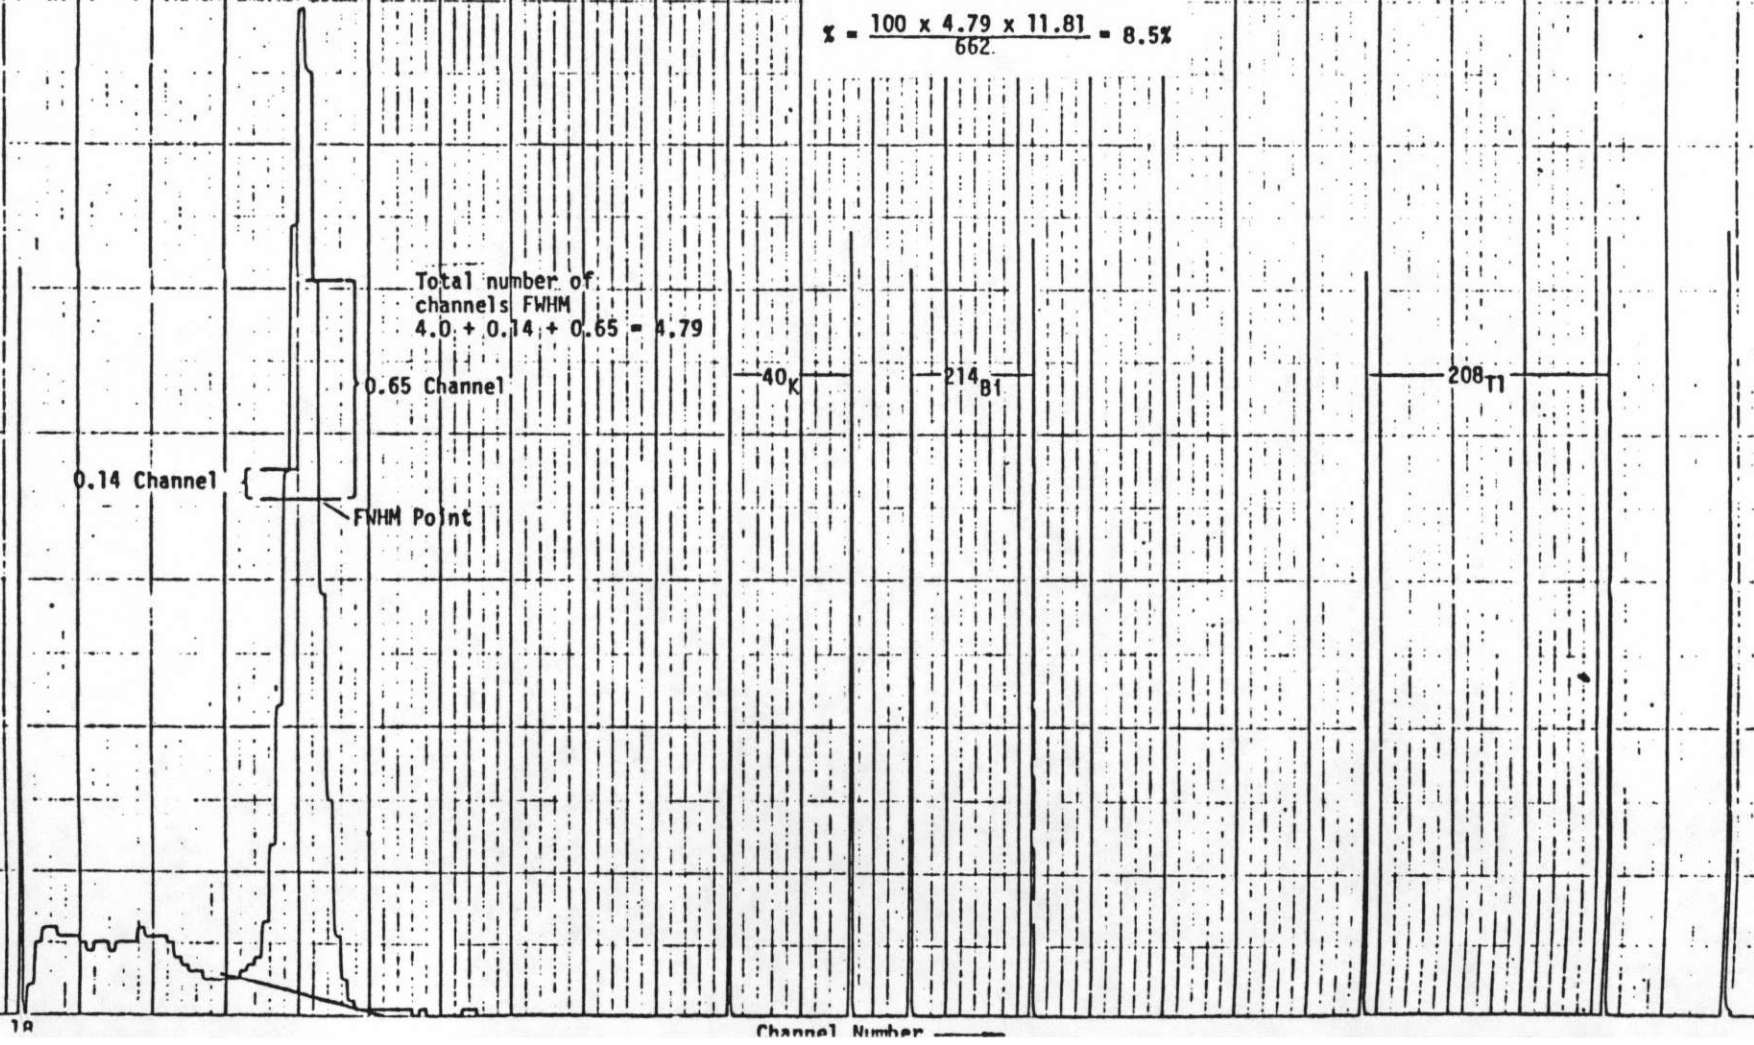 % = 100 x 4.79 x 11.81 / 662 = 8.5%
Total number of
channels FWHM
4.0 + 0.14 + 0.65 = 4.79
0.65 Channel
40K
214Bi
208Tl
0.14 Channel
FWHM Point
Channel Number